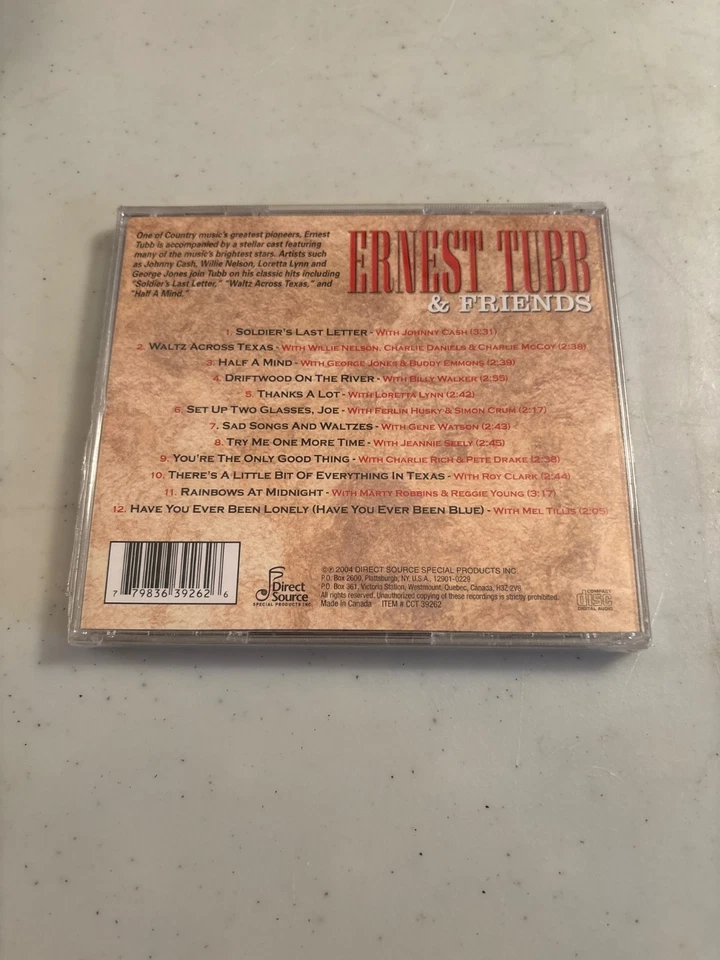 One of Country music's greatest pioneers, Ernest
Tubb is accompanied by a stellar cast featuring
many of the music's brightest stars. Artists such
as Johnny Cash, Willie Nelson, Loretta Lynn and
George Jones join Tubb on his classic hits including
"Soldier's Last Letter," "Waltz Across Texas," and
"Half A Mind."
ERNEST TUBB
& FRIENDS
1. SOLDIER'S LAST LETTER - WITH JOHNNY CASH (3:31)
2. WALTZ ACROSS TEXAS - WITH WILLIE NELSON, CHARLIE DANIELS & CHARLIE MCCOY (2:38)
3. HALF A MIND - WITH GEORGE JONES & BUDDY EMMONS (2:39)
4. DRIFTWOOD ON THE RIVER - WITH BILLY WALKER (2:55)
5. THANKS A LOT - WITH LORETTA LYNN (2:42)
6. SET UP TWO GLASSES, JOE - WITH FERLIN HUSKY & SIMON CRUM (2:17)
7. SAD SONGS AND WALTZES - WITH GENE WATSON (2:43)
8. TRY ME ONE MORE TIME - WITH JEANNIE SEELY (2:45)
9. YOU'RE THE ONLY GOOD THING - WITH CHARLIE RICH & PETE DRAKE (2:38)
10. THERE'S A LITTLE BIT OF EVERYTHING IN TEXAS - WITH ROY CLARK (2:44)
11. RAINBOWS AT MIDNIGHT - WITH MARTY ROBBINS & REGGIE YOUNG (3:17)
12. HAVE YOU EVER BEEN LONELY (HAVE YOU EVER BEEN BLUE) - WITH MEL TILLIS (2:05)
7 79836 39262 6
Direct
Source
SPECIAL PRODUCTS INC.
©℗ 2004 DIRECT SOURCE SPECIAL PRODUCTS INC.
P.O. Box 2600, Plattsburgh, NY, U.S.A., 12901-0229
P.O. Box 361, Victoria Station, Westmount, Quebec, Canada, H3Z 2V8
All rights reserved. Unauthorized copying of these recordings is strictly prohibited.
Made in Canada ITEM # CCT 39262
COMPACT
disc
DIGITAL AUDIO